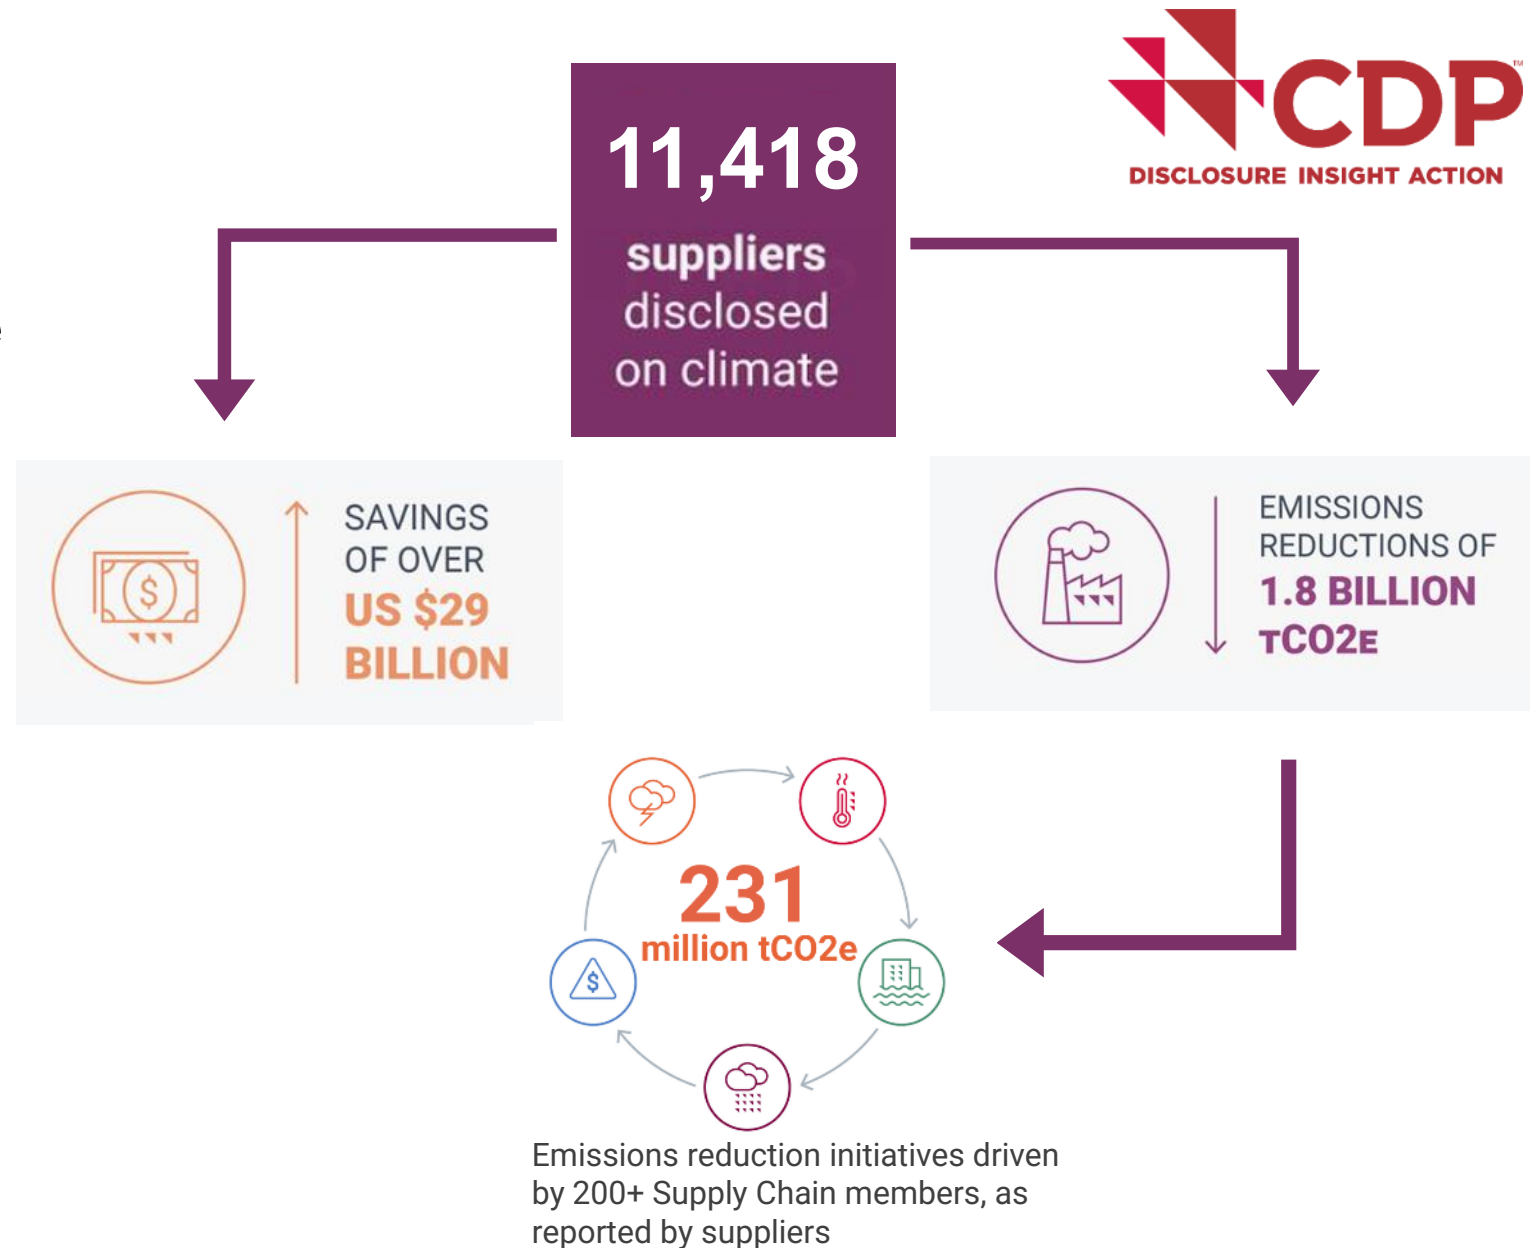 CDP
TM
DISCLOSURE INSIGHT ACTION
11,418
suppliers
disclosed
on climate
SAVINGS
OF OVER
US $29
BILLION
EMISSIONS
REDUCTIONS OF
1.8 BILLION
TCO2E
231
million tCO2e
Emissions reduction initiatives driven
by 200+ Supply Chain members, as
reported by suppliers